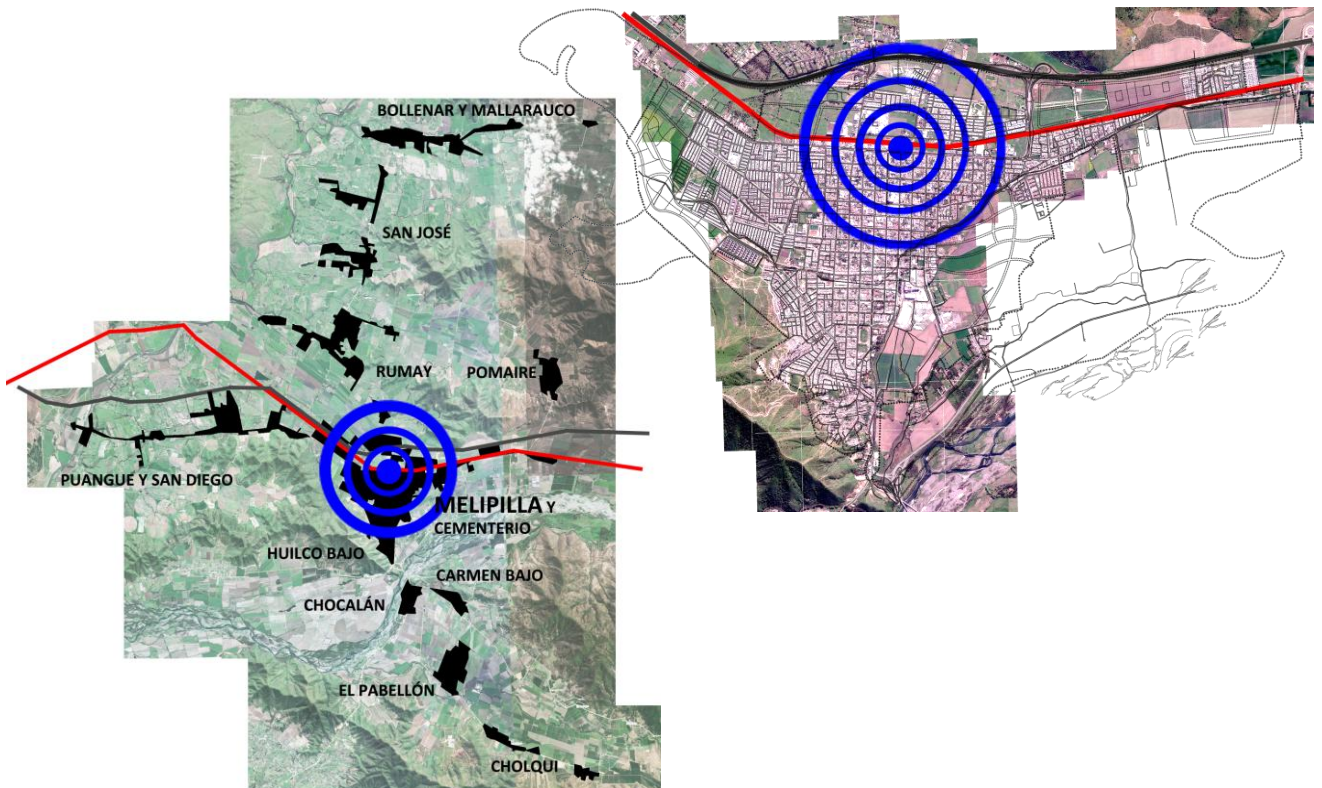 BOLLENAR Y MALLARAUCO
SAN JOSÉ
RUMAY
POMAIRE
PUANGUE Y SAN DIEGO
MELIPILLA Y
CEMENTERIO
HUILCO BAJO
CARMEN BAJO
CHOCALÁN
EL PABELLÓN
CHOLQUI